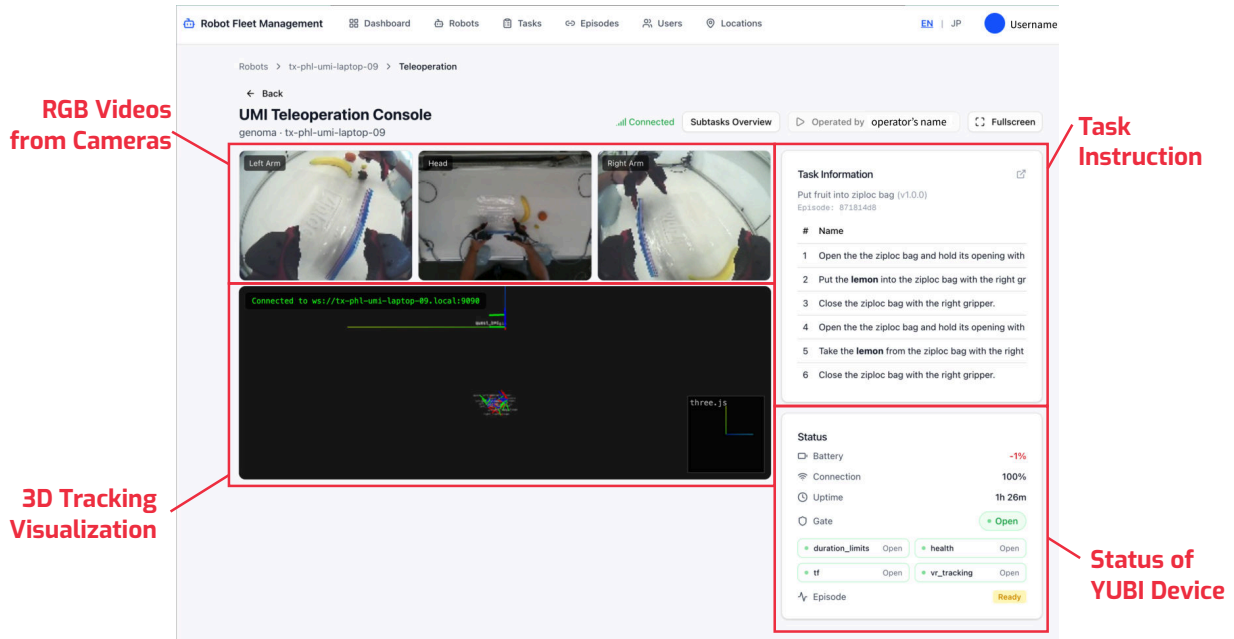 Robot Fleet Management Dashboard Robots Tasks Episodes Users Locations EN | JP Username
Robots > tx-phl-umi-laptop-09 > Teleoperation
← Back
UMI Teleoperation Console
genoma · tx-phl-umi-laptop-09
Connected Subtasks Overview Operated by operator's name Fullscreen
RGB Videos
from Cameras
Left Arm
Head
Right Arm
Task
Instruction
Task Information
Put fruit into ziploc bag (v1.0.0)
Episode: 871814d8
# Name
1 Open the the ziploc bag and hold its opening with
2 Put the lemon into the ziploc bag with the right gr
3 Close the ziploc bag with the right gripper.
4 Open the the ziploc bag and hold its opening with
5 Take the lemon from the ziploc bag with the right
6 Close the ziploc bag with the right gripper.
Connected to ws://tx-phl-umi-laptop-09.local:9090
three.js
3D Tracking
Visualization
Status
Battery -1%
Connection 100%
Uptime 1h 26m
Gate Open
duration_limits Open health Open
tf Open vr_tracking Open
Episode Ready
Status of
YUBI Device